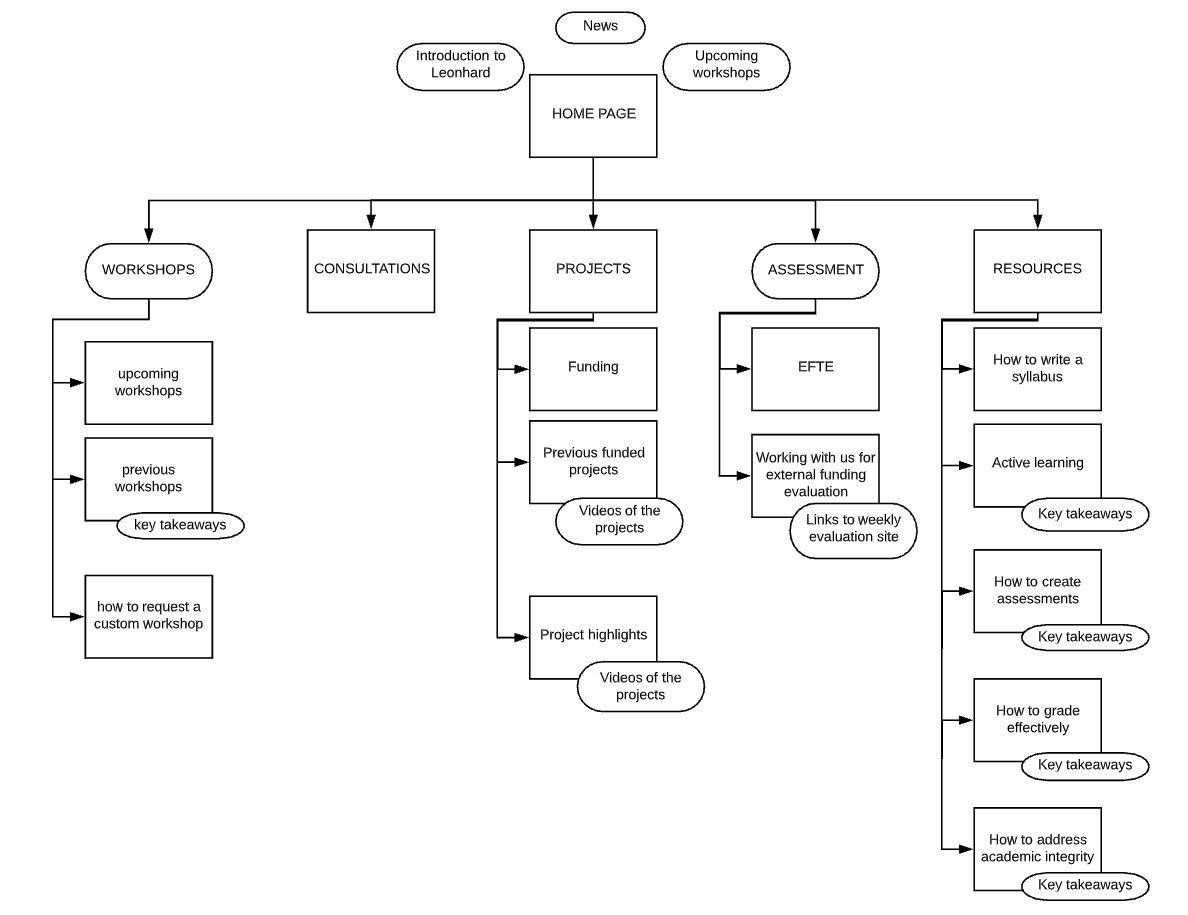 News
Introduction to
Leonhard
Upcoming
workshops
HOME PAGE
WORKSHOPS
CONSULTATIONS
PROJECTS
ASSESSMENT
RESOURCES
upcoming
workshops
previous
workshops
key takeaways
how to request a
custom workshop
Funding
Previous funded
projects
Videos of the
projects
Project highlights
Videos of the
projects
EFTE
Working with us for
external funding
evaluation
Links to weekly
evaluation site
How to write a
syllabus
Active learning
Key takeaways
How to create
assessments
Key takeaways
How to grade
effectively
Key takeaways
How to address
academic integrity
Key takeaways